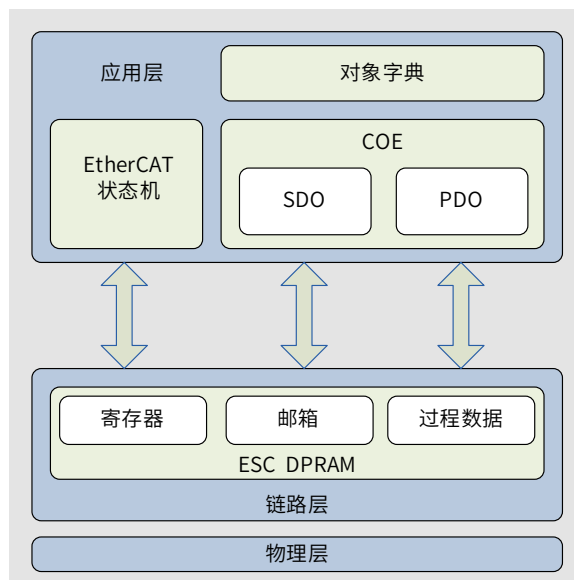 应用层
对象字典
EtherCAT
状态机
COE
SDO
PDO
寄存器
邮箱
过程数据
ESC DPRAM
链路层
物理层